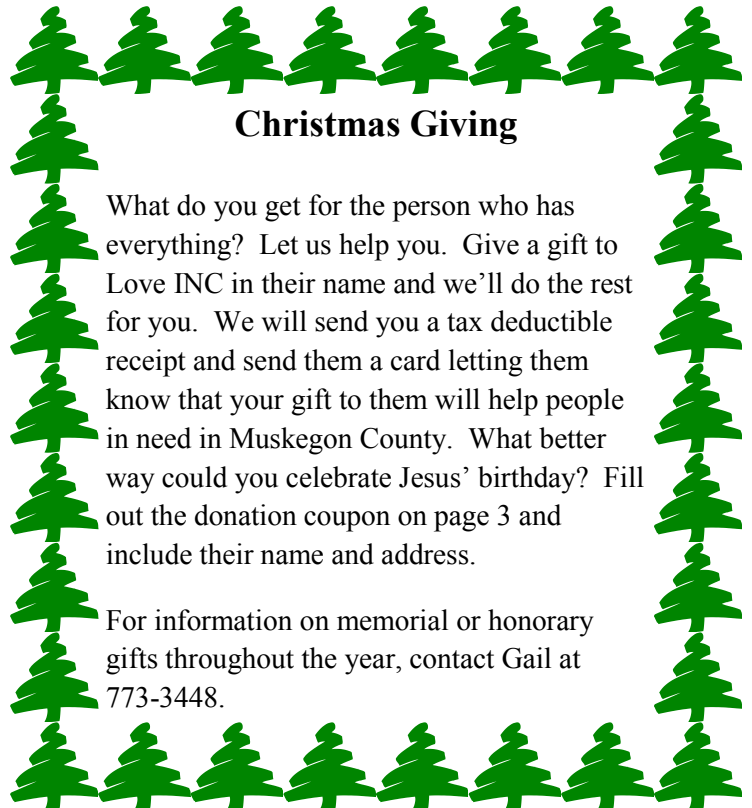 Christmas Giving
What do you get for the person who has
everything?  Let us help you.  Give a gift to
Love INC in their name and we’ll do the rest
for you.  We will send you a tax deductible
receipt and send them a card letting them
know that your gift to them will help people
in need in Muskegon County.  What better
way could you celebrate Jesus’ birthday?  Fill
out the donation coupon on page 3 and
include their name and address.
For information on memorial or honorary
gifts throughout the year, contact Gail at
773-3448.